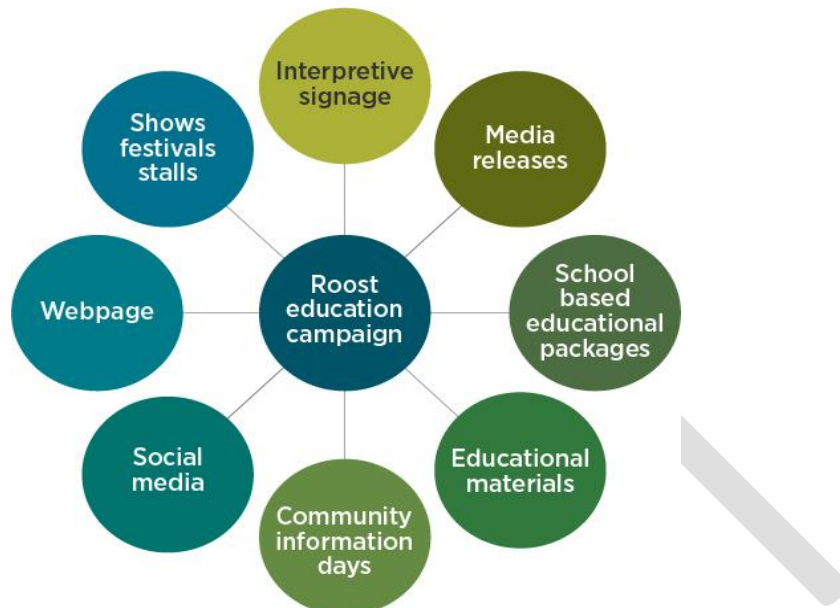 Interpretive
signage
Shows
festivals
stalls
Media
releases
Webpage
Roost
education
campaign
School
based
educational
packages
Social
media
Educational
materials
Community
information
days